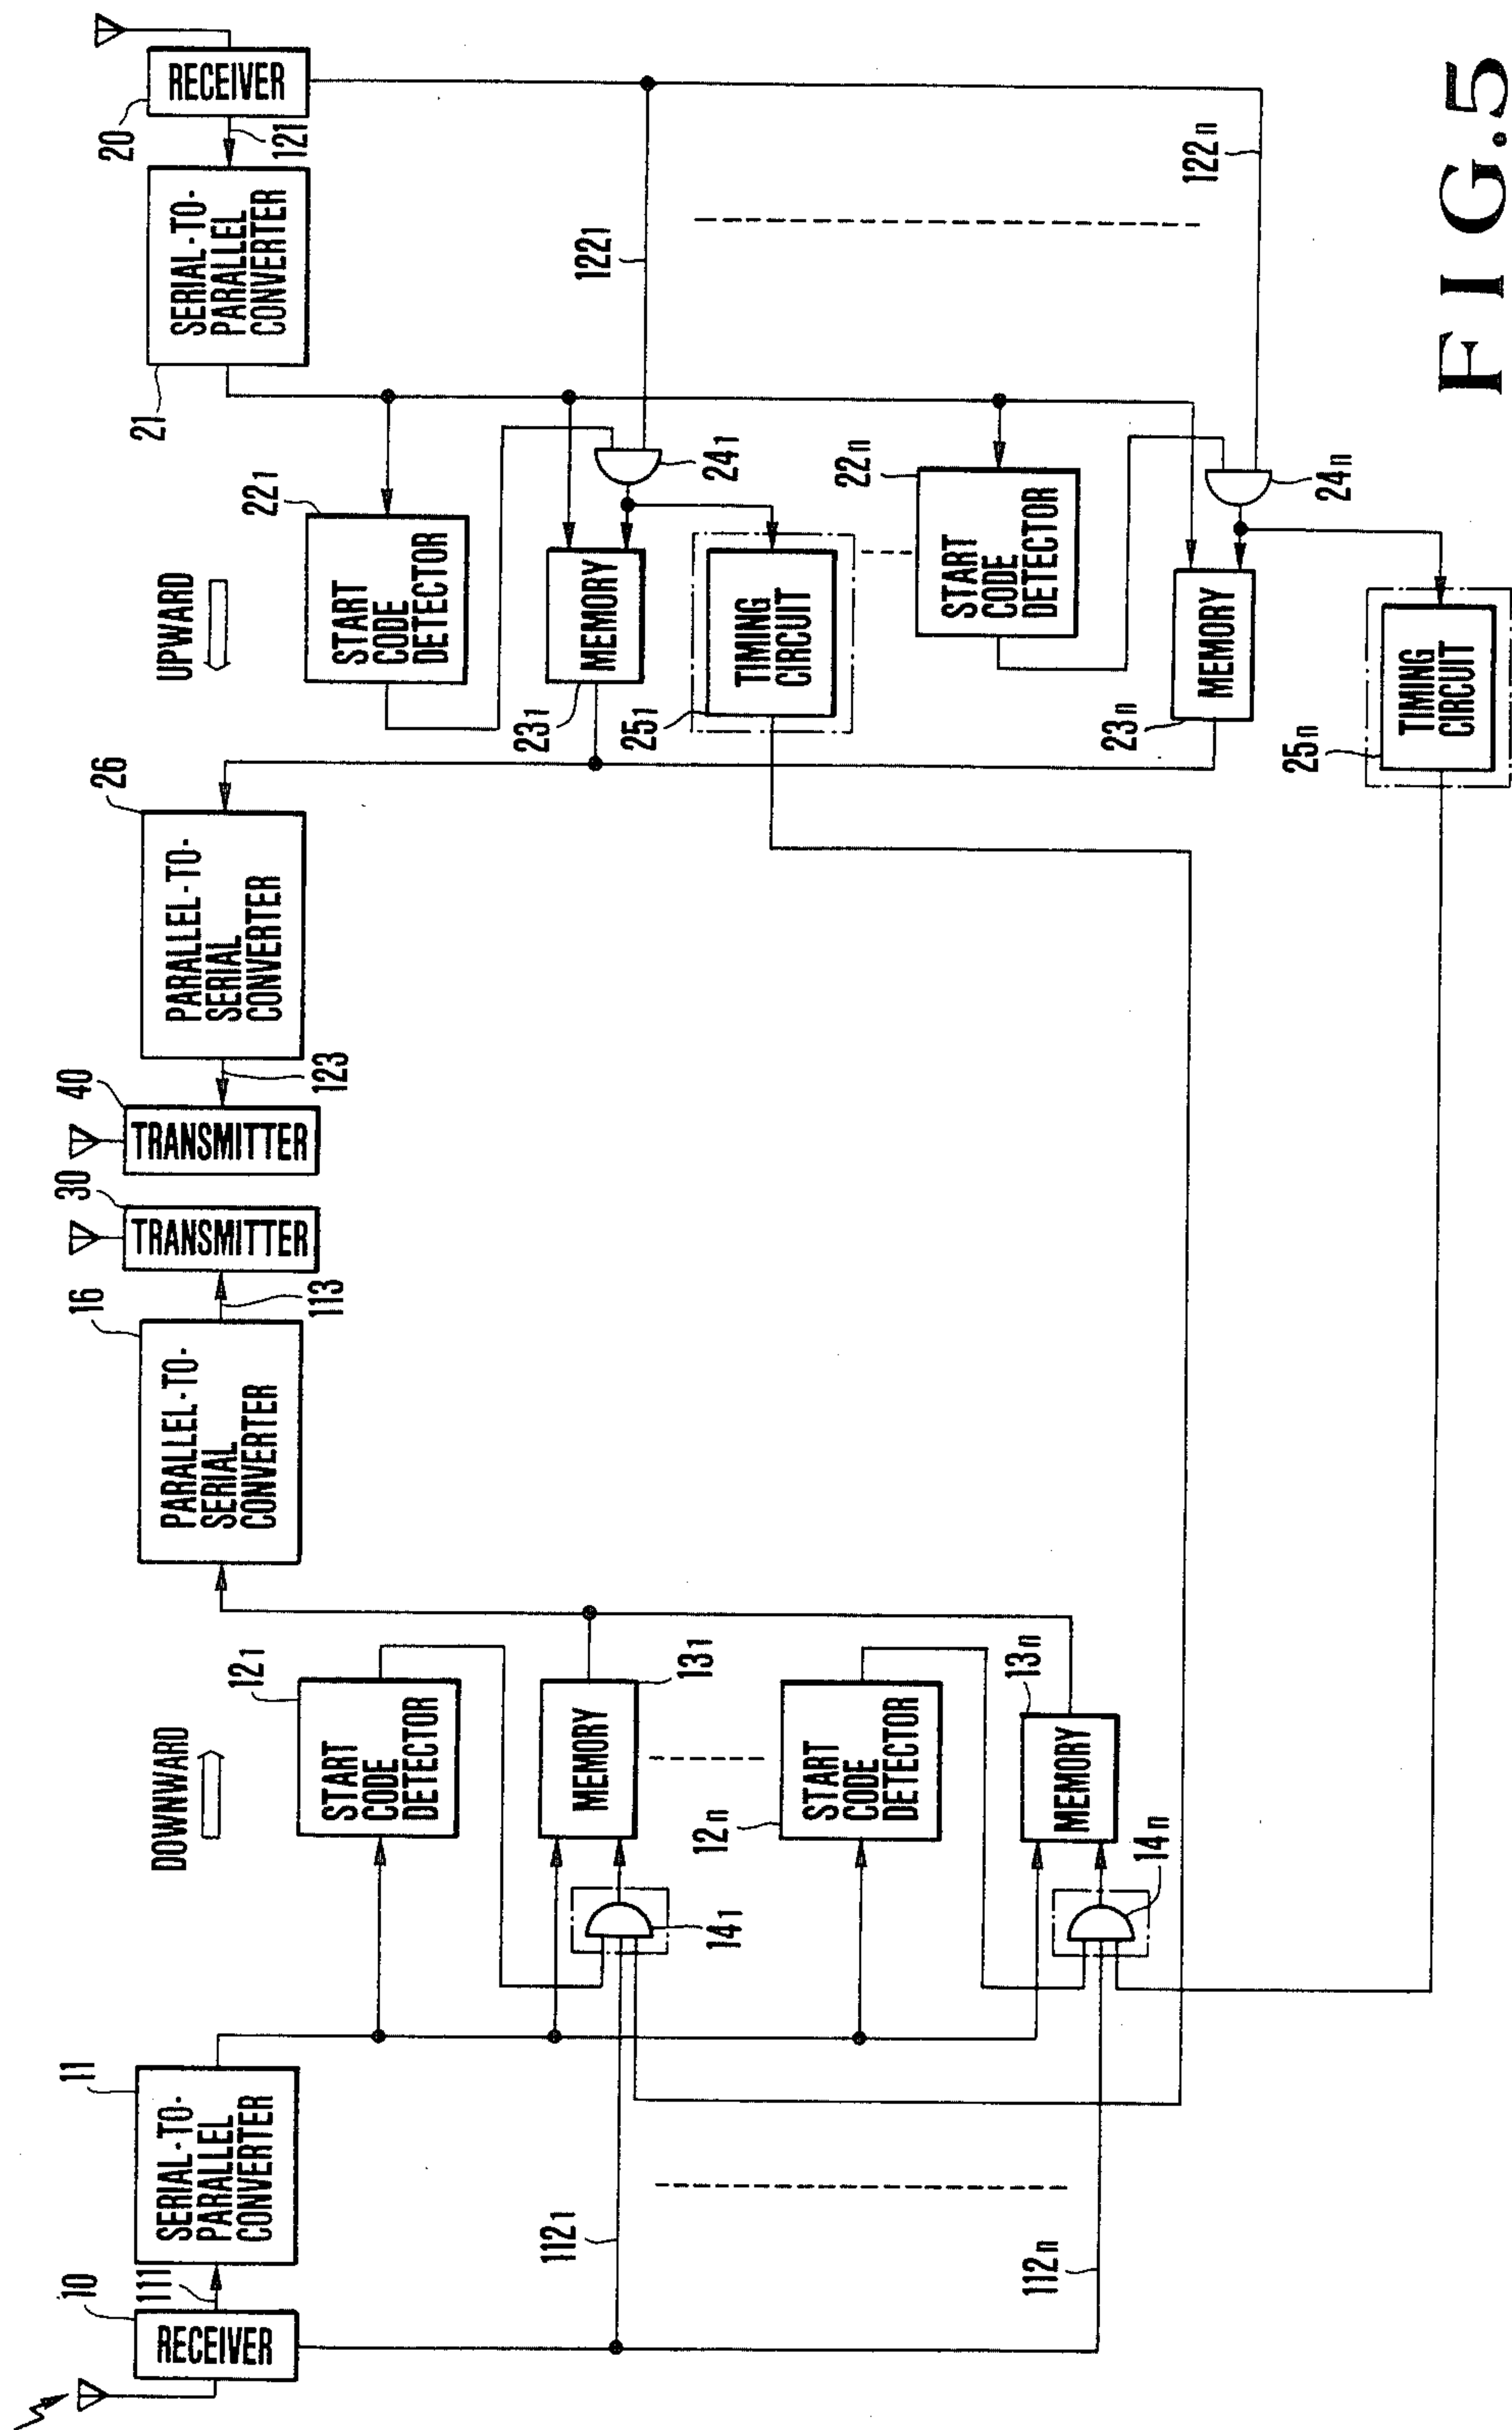 10
RECEIVER
111
11
SERIAL-TO-
PARALLEL
CONVERTER
112₁
112n
DOWNWARD
12₁
START
CODE
DETECTOR
14₁
MEMORY
13₁
12n
START
CODE
DETECTOR
14n
MEMORY
13n
16
PARALLEL-TO-
SERIAL
CONVERTER
113
30
TRANSMITTER
40
TRANSMITTER
123
26
PARALLEL-TO-
SERIAL
CONVERTER
UPWARD
22₁
START
CODE
DETECTOR
23₁
MEMORY
24₁
25₁
TIMING
CIRCUIT
22n
START
CODE
DETECTOR
23n
MEMORY
24n
25n
TIMING
CIRCUIT
21
SERIAL-TO-
PARALLEL
CONVERTER
122₁
122n
20
RECEIVER
121
FIG.5